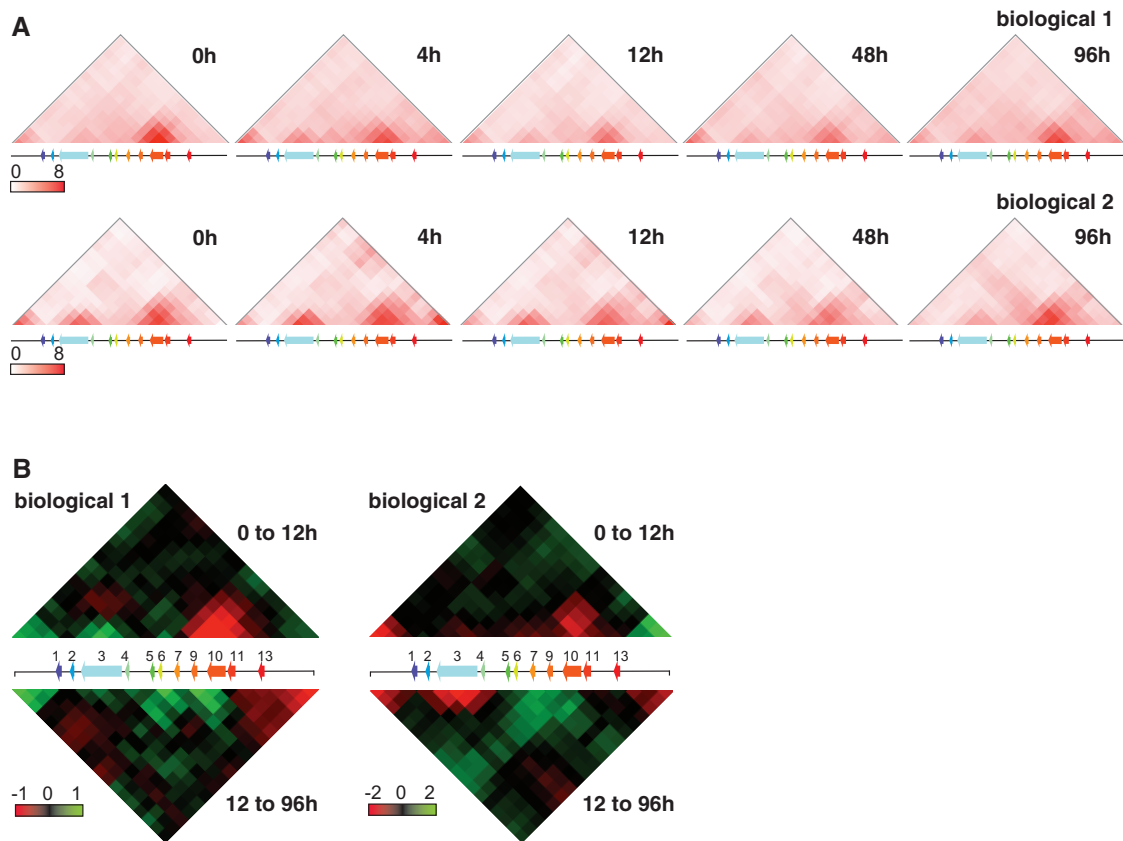 A
biological 1
0h 4h 12h 48h 96h
0 8
biological 2
0h 4h 12h 48h 96h
0 8
B
biological 1 biological 2
0 to 12h 0 to 12h
1 2 3 4 5 6 7 9 10 11 13 1 2 3 4 5 6 7 9 10 11 13
-1 0 1 -2 0 2
12 to 96h 12 to 96h